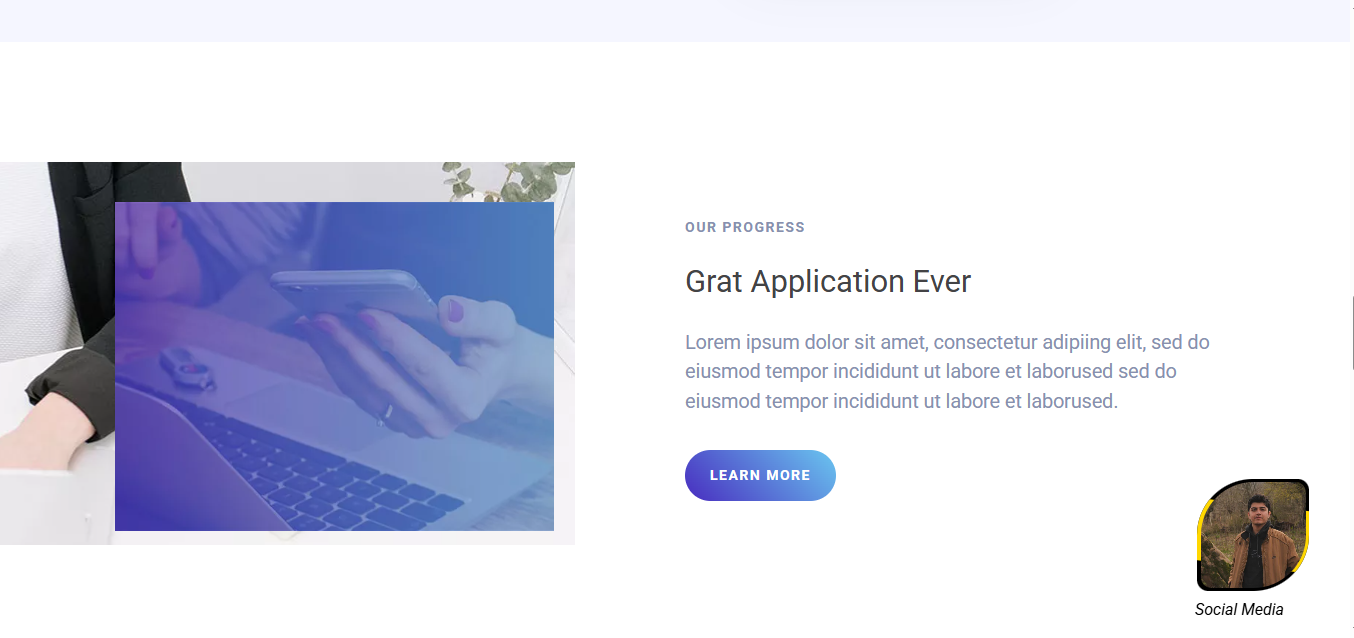 OUR PROGRESS
Grat Application Ever
Lorem ipsum dolor sit amet, consectetur adipiing elit, sed do
eiusmod tempor incididunt ut labore et laborused sed do
eiusmod tempor incididunt ut labore et laborused.
LEARN MORE
Social Media